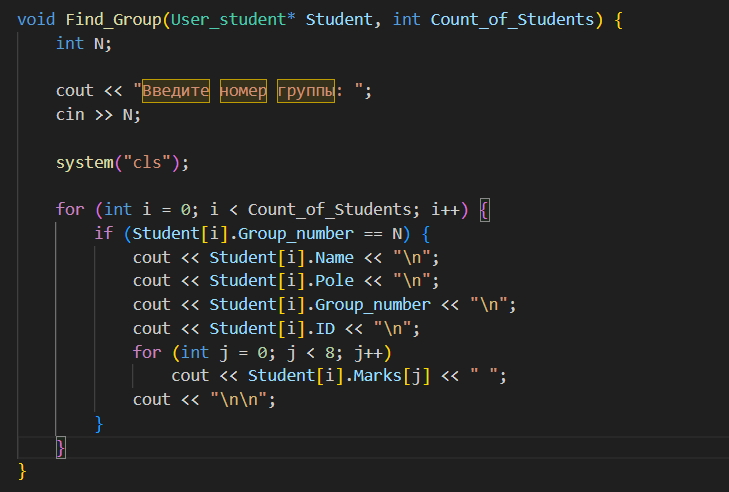 void Find_Group(User_student* Student, int Count_of_Students) {
    int N;
    cout << "Введите номер группы: ";
    cin >> N;
    system("cls");
    for (int i = 0; i < Count_of_Students; i++) {
        if (Student[i].Group_number == N) {
            cout << Student[i].Name << "\n";
            cout << Student[i].Pole << "\n";
            cout << Student[i].Group_number << "\n";
            cout << Student[i].ID << "\n";
            for (int j = 0; j < 8; j++)
                cout << Student[i].Marks[j] << " ";
            cout << "\n\n";
        }
    }
}